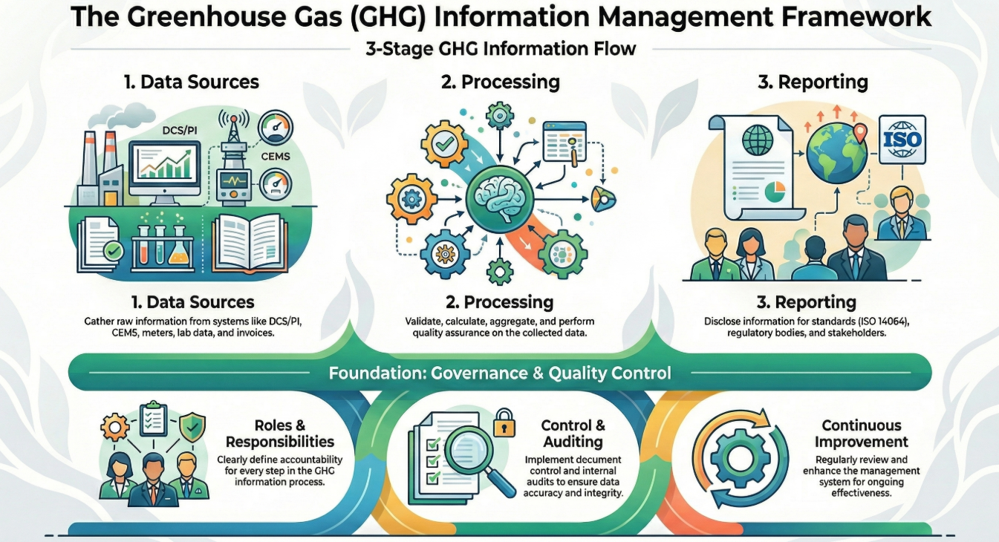 The Greenhouse Gas (GHG) Information Management Framework
3-Stage GHG Information Flow
1. Data Sources
DCS/PI
CEMS
2. Processing
3. Reporting
ISO
1. Data Sources
Gather raw information from systems like DCS/PI,
CEMS, meters, lab data, and invoices.
2. Processing
Validate, calculate, aggregate, and perform
quality assurance on the collected data.
3. Reporting
Disclose information for standards (ISO 14064),
regulatory bodies, and stakeholders.
Foundation: Governance & Quality Control
Roles &
Responsibilities
Clearly define accountability
for every step in the GHG
information process.
Control &
Auditing
Implement document
control and internal
audits to ensure data
accuracy and integrity.
Continuous
Improvement
Regularly review and
enhance the management
system for ongoing
effectiveness.